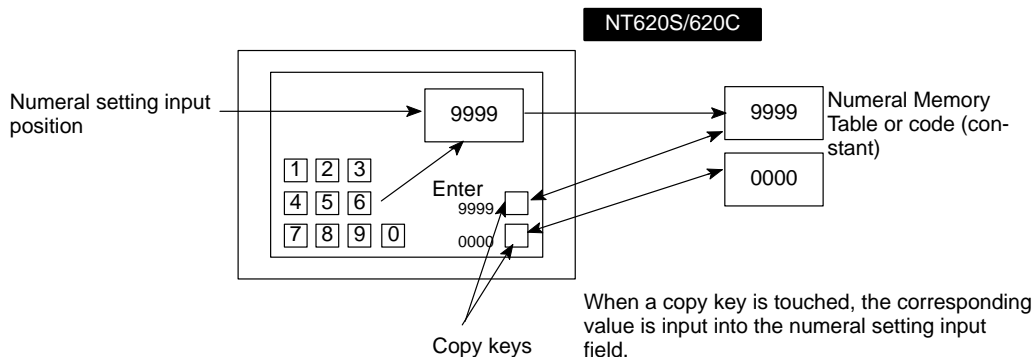 NT620S/620C
Numeral setting input
position
9999
9999
Numeral Memory
Table or code (con-
stant)
0000
1 2 3
4 5 6
7 8 9 0
Enter
9999
0000
Copy keys
When a copy key is touched, the corresponding
value is input into the numeral setting input
field.